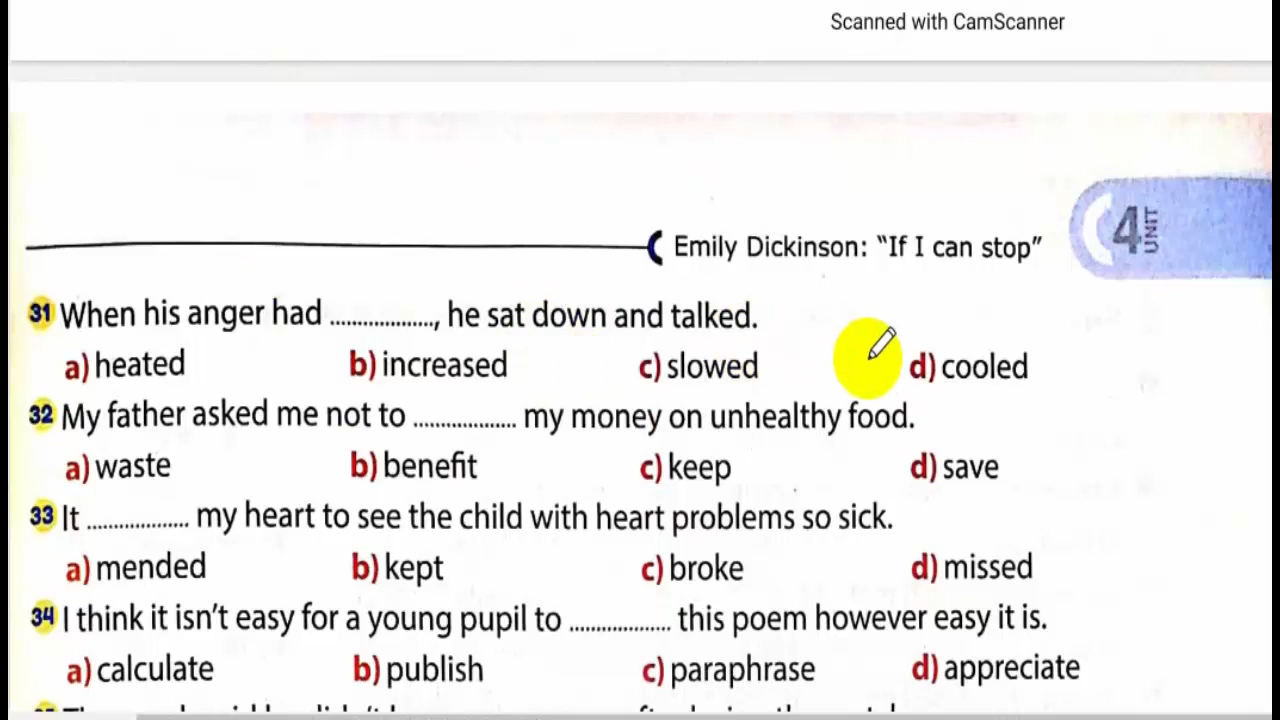 Scanned with CamScanner
Emily Dickinson: "If I can stop"
4
UNIT
31 When his anger had ..................., he sat down and talked.
a) heated b) increased c) slowed d) cooled
32 My father asked me not to ................... my money on unhealthy food.
a) waste b) benefit c) keep d) save
33 It ................... my heart to see the child with heart problems so sick.
a) mended b) kept c) broke d) missed
34 I think it isn't easy for a young pupil to ................... this poem however easy it is.
a) calculate b) publish c) paraphrase d) appreciate